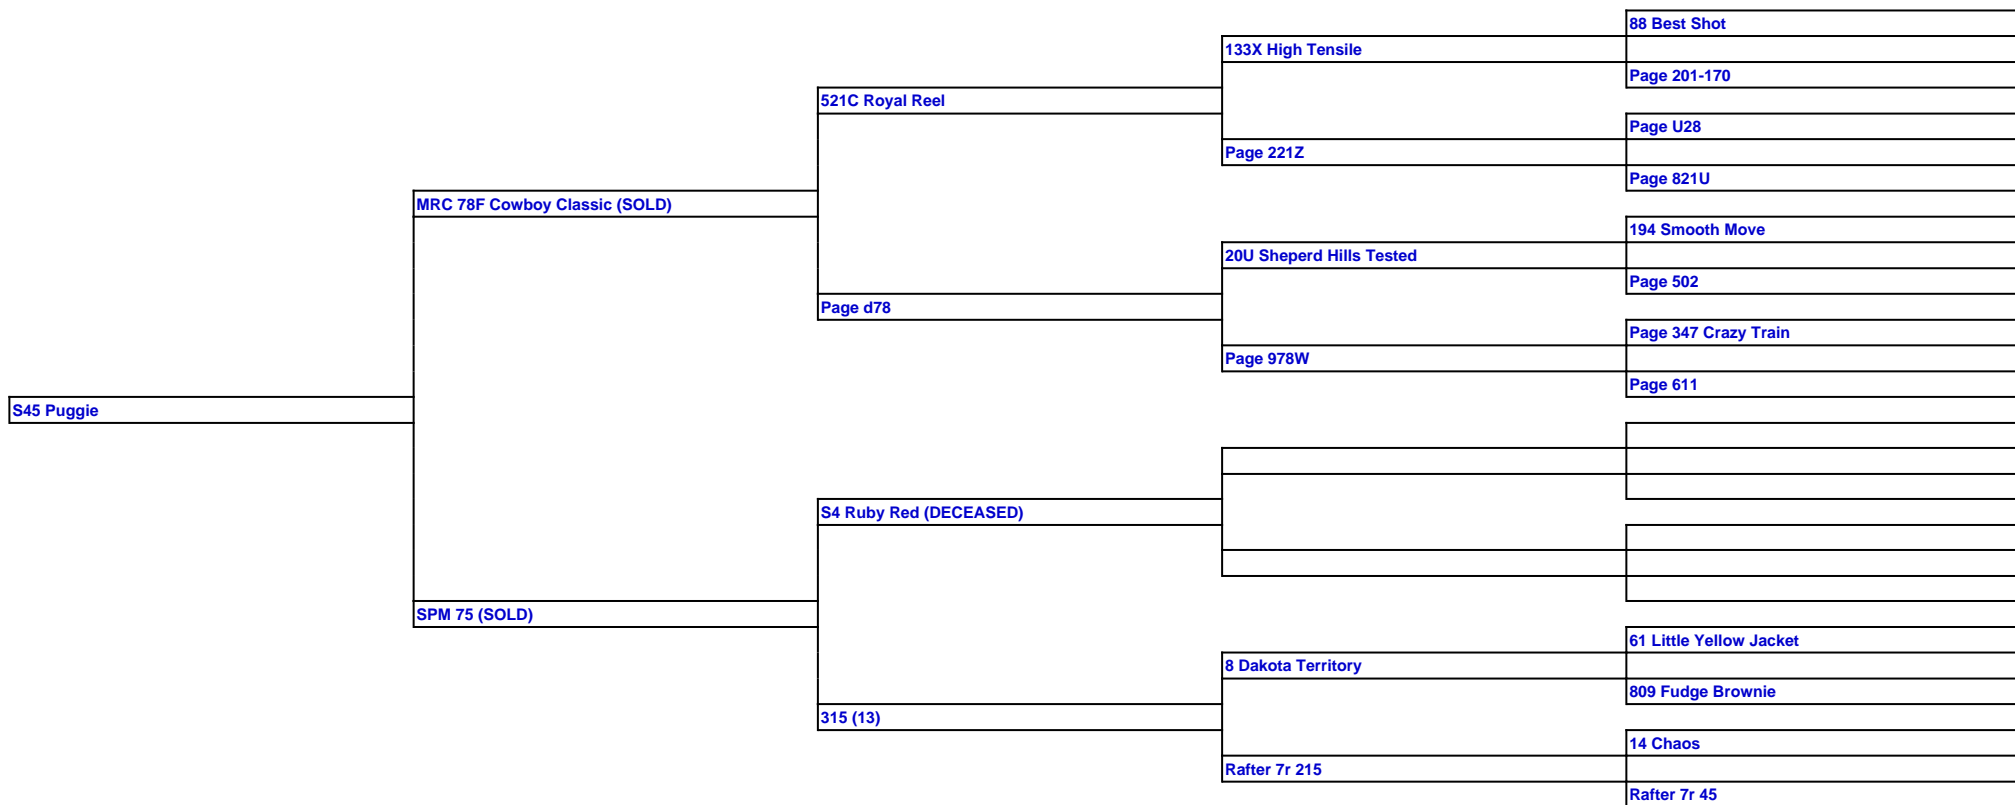 88 Best Shot
133X High Tensile
Page 201-170
521C Royal Reel
Page U28
Page 221Z
Page 821U
MRC 78F Cowboy Classic (SOLD)
194 Smooth Move
20U Sheperd Hills Tested
Page 502
Page d78
Page 347 Crazy Train
Page 978W
Page 611
S45 Puggie
S4 Ruby Red (DECEASED)
SPM 75 (SOLD)
61 Little Yellow Jacket
8 Dakota Territory
809 Fudge Brownie
315 (13)
14 Chaos
Rafter 7r 215
Rafter 7r 45